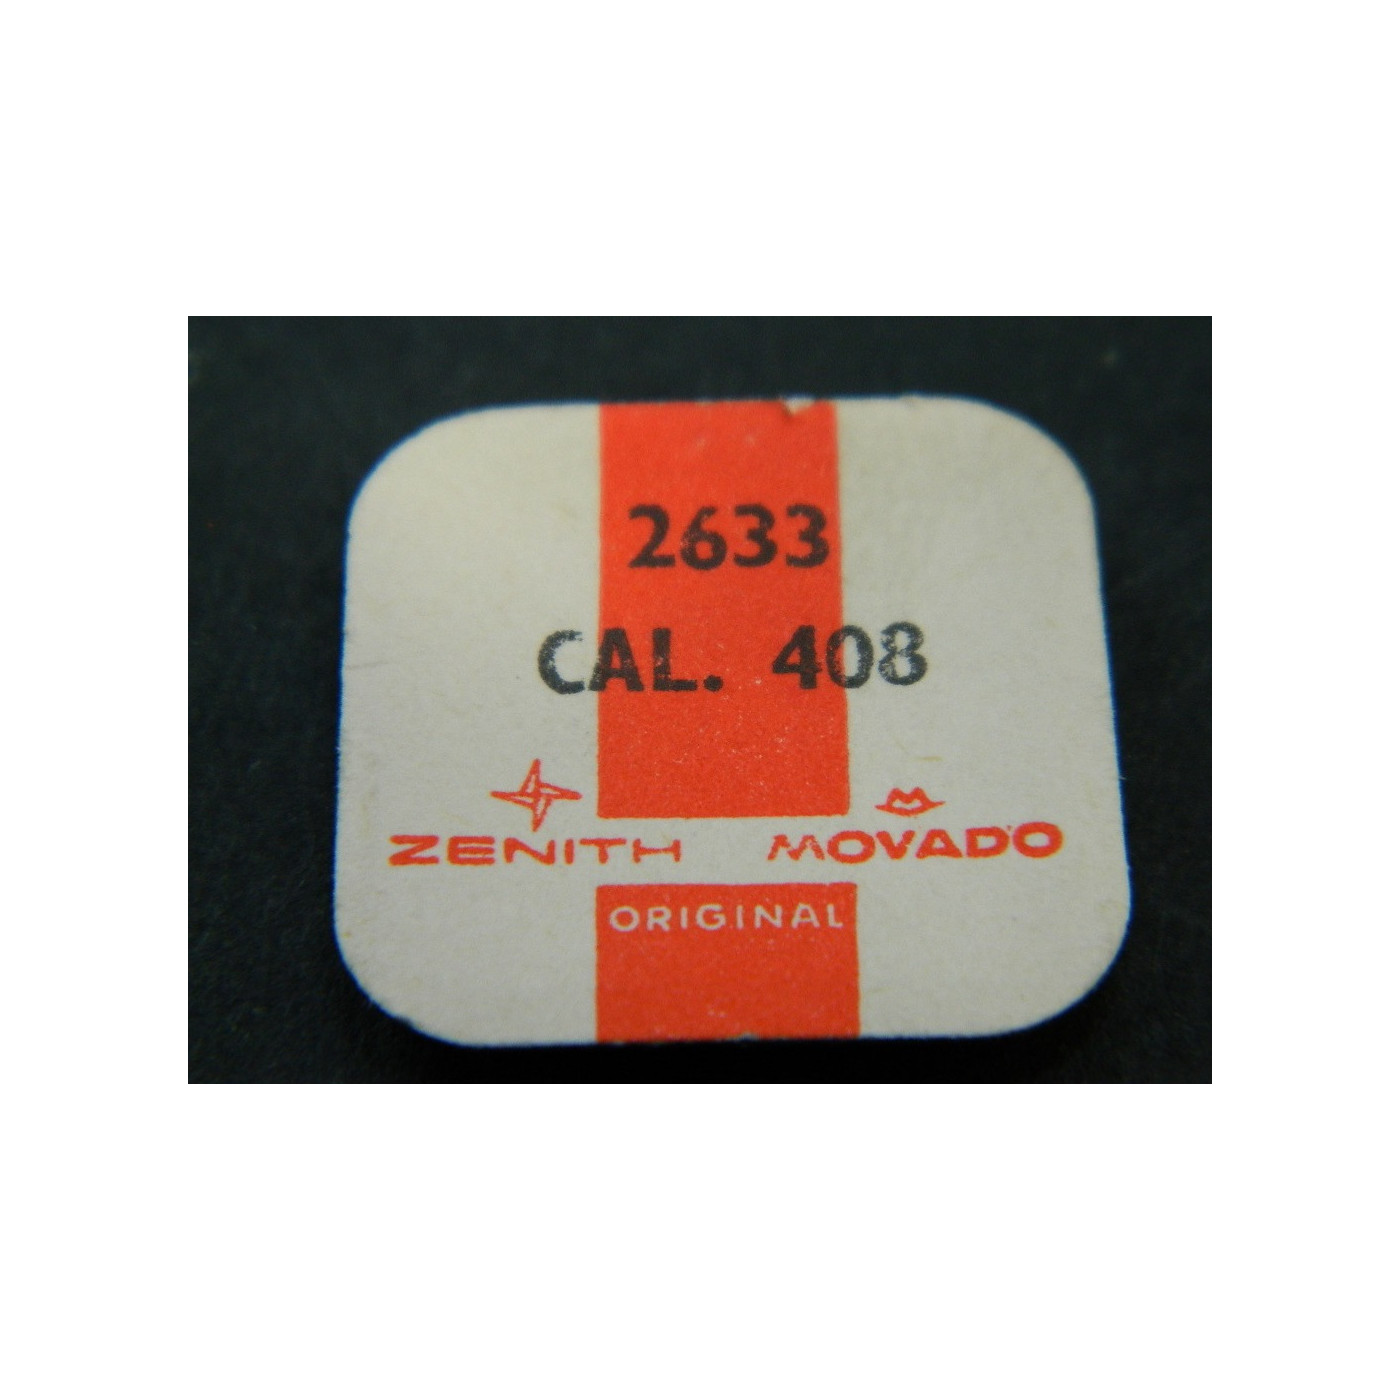 2633
CAL. 408
ZENITH MOVADO
ORIGINAL